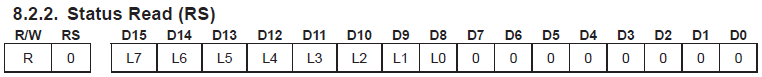 8.2.2. Status Read (RS)
R/W RS D15 D14 D13 D12 D11 D10 D9 D8 D7 D6 D5 D4 D3 D2 D1 D0
R 0 L7 L6 L5 L4 L3 L2 L1 L0 0 0 0 0 0 0 0 0